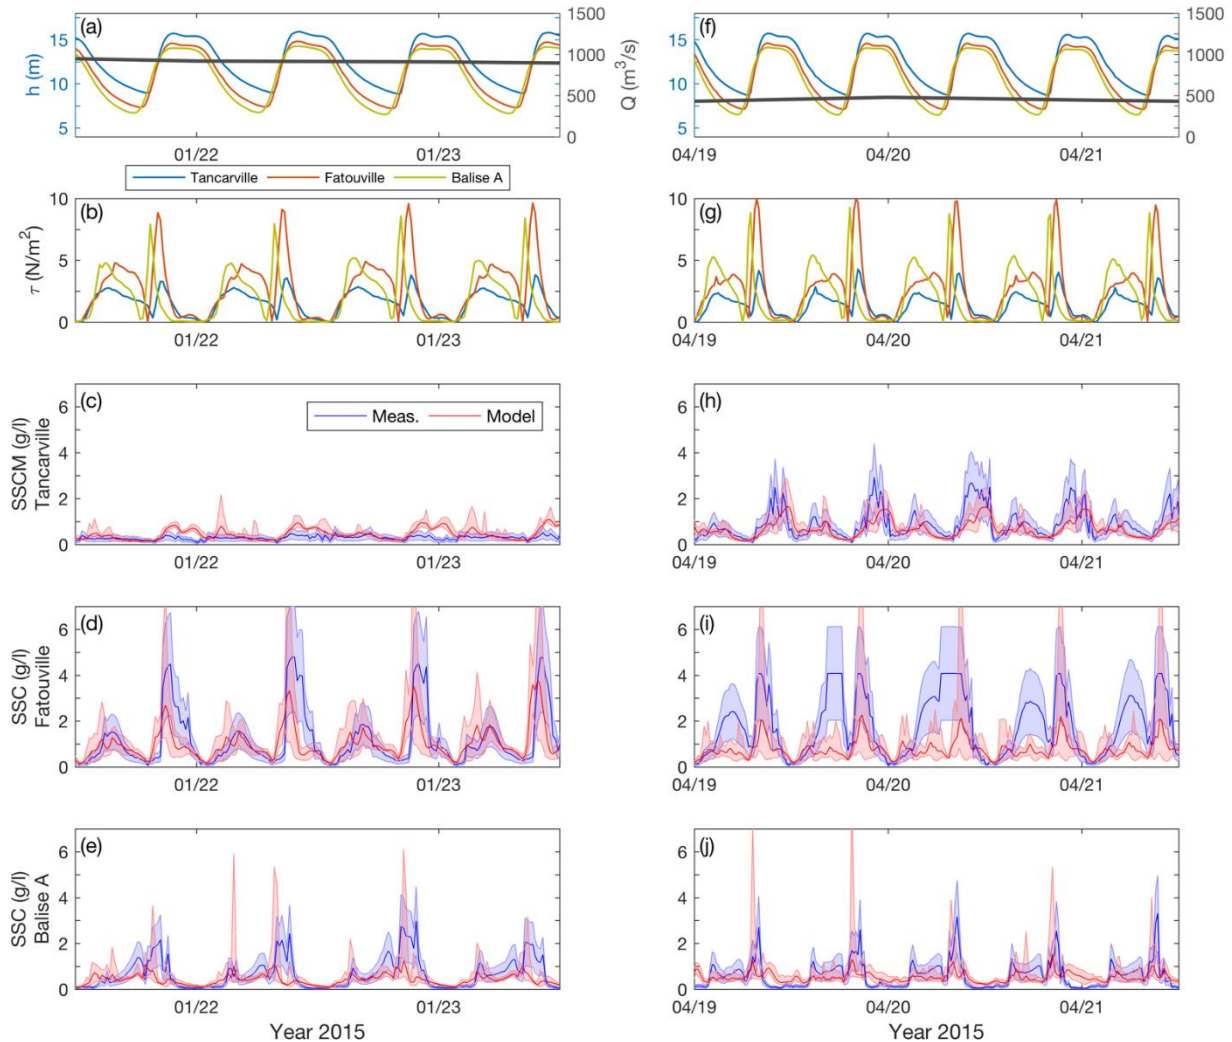 (a)
15
10
5
h (m)
01/22
01/23
1500
1000
500
0
Q (m³/s)
(f)
15
10
5
04/19
04/20
04/21
1500
1000
500
0
Tancarville
Fatouville
Balise A
(b)
10
5
0
τ (N/m²)
01/22
01/23
(g)
10
5
0
04/19
04/20
04/21
(c)
Meas.
Model
6
4
2
0
SSCM (g/l)
Tancarville
01/22
01/23
(h)
6
4
2
0
04/19
04/20
04/21
(d)
6
4
2
0
SSC (g/l)
Fatouville
01/22
01/23
(i)
6
4
2
0
04/19
04/20
04/21
(e)
6
4
2
0
SSC (g/l)
Balise A
01/22
01/23
Year 2015
(j)
6
4
2
0
04/19
04/20
04/21
Year 2015